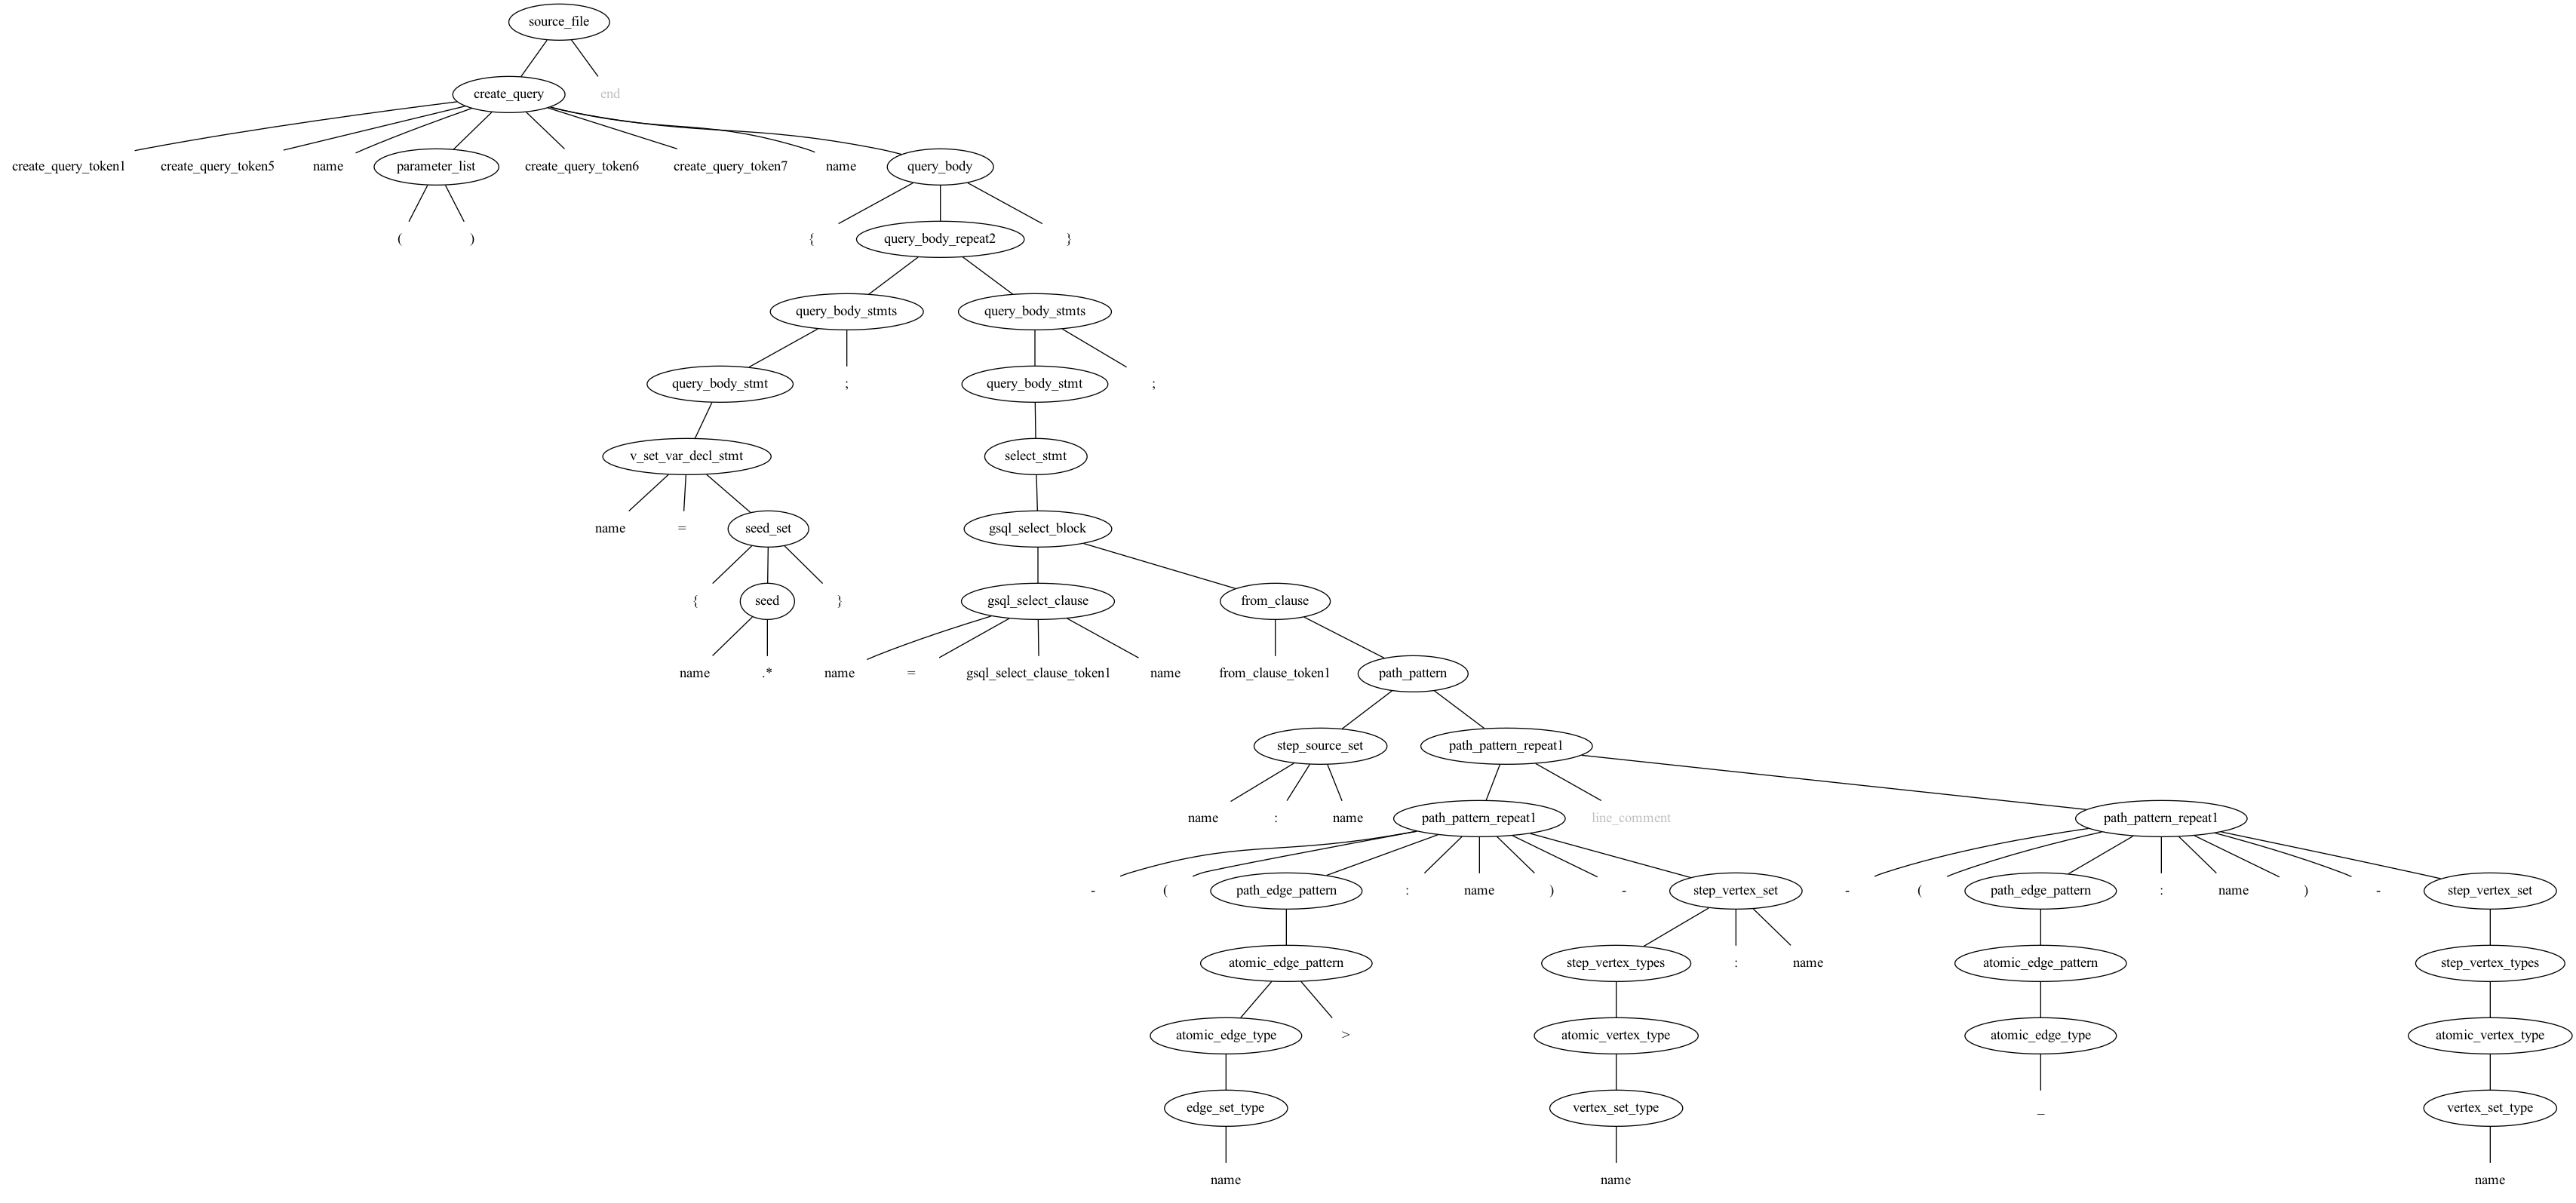 source_file
create_query end
create_query_token1 create_query_token5 name parameter_list create_query_token6 create_query_token7 name query_body
( ) { query_body_repeat2 }
query_body_stmts query_body_stmts
query_body_stmt ; query_body_stmt ;
v_set_var_decl_stmt select_stmt
name = seed_set gsql_select_block
{ seed } gsql_select_clause from_clause
name .* name = gsql_select_clause_token1 name from_clause_token1 path_pattern
step_source_set path_pattern_repeat1
name : name path_pattern_repeat1 line_comment path_pattern_repeat1
- ( path_edge_pattern : name ) - step_vertex_set - ( path_edge_pattern : name ) - step_vertex_set
atomic_edge_pattern step_vertex_types : name atomic_edge_pattern step_vertex_types
atomic_edge_type > atomic_vertex_type atomic_edge_type atomic_vertex_type
edge_set_type vertex_set_type _ vertex_set_type
name name name